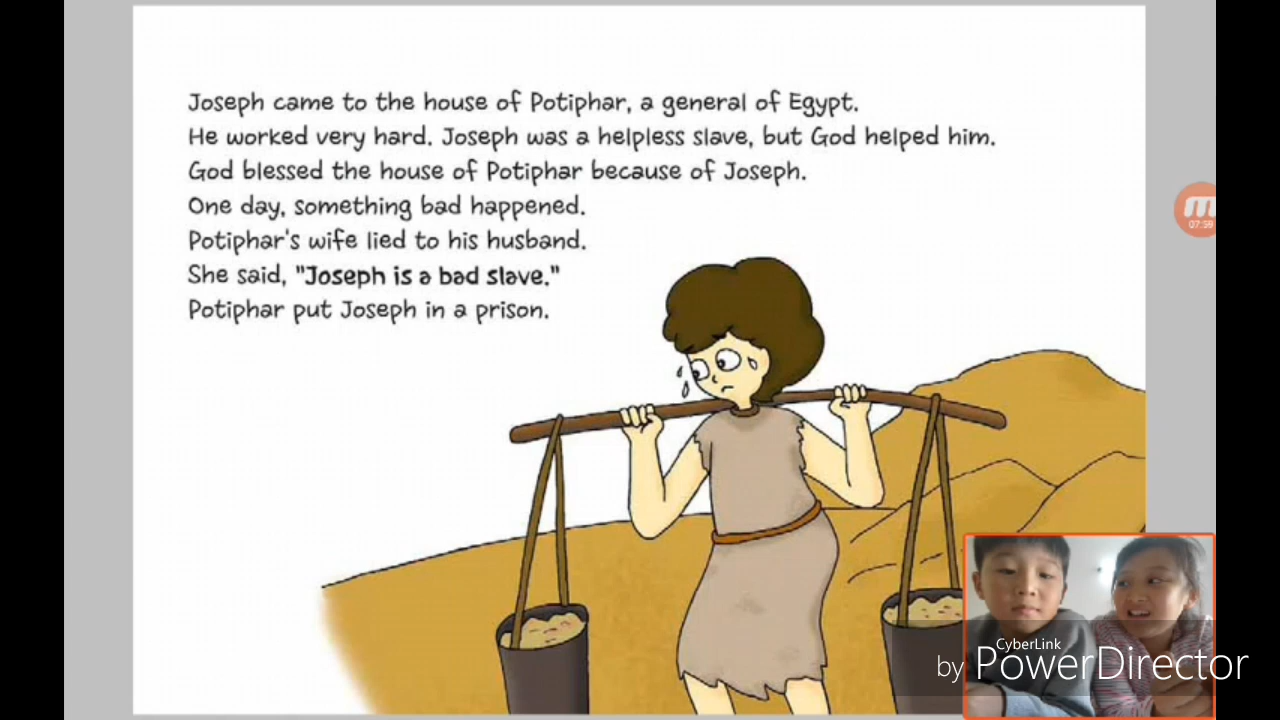 Joseph came to the house of Potiphar, a general of Egypt.
He worked very hard. Joseph was a helpless slave, but God helped him.
God blessed the house of Potiphar because of Joseph.
One day, something bad happened.
Potiphar's wife lied to his husband.
She said, "Joseph is a bad slave."
Potiphar put Joseph in a prison.
07:59
CyberLink
by PowerDirector